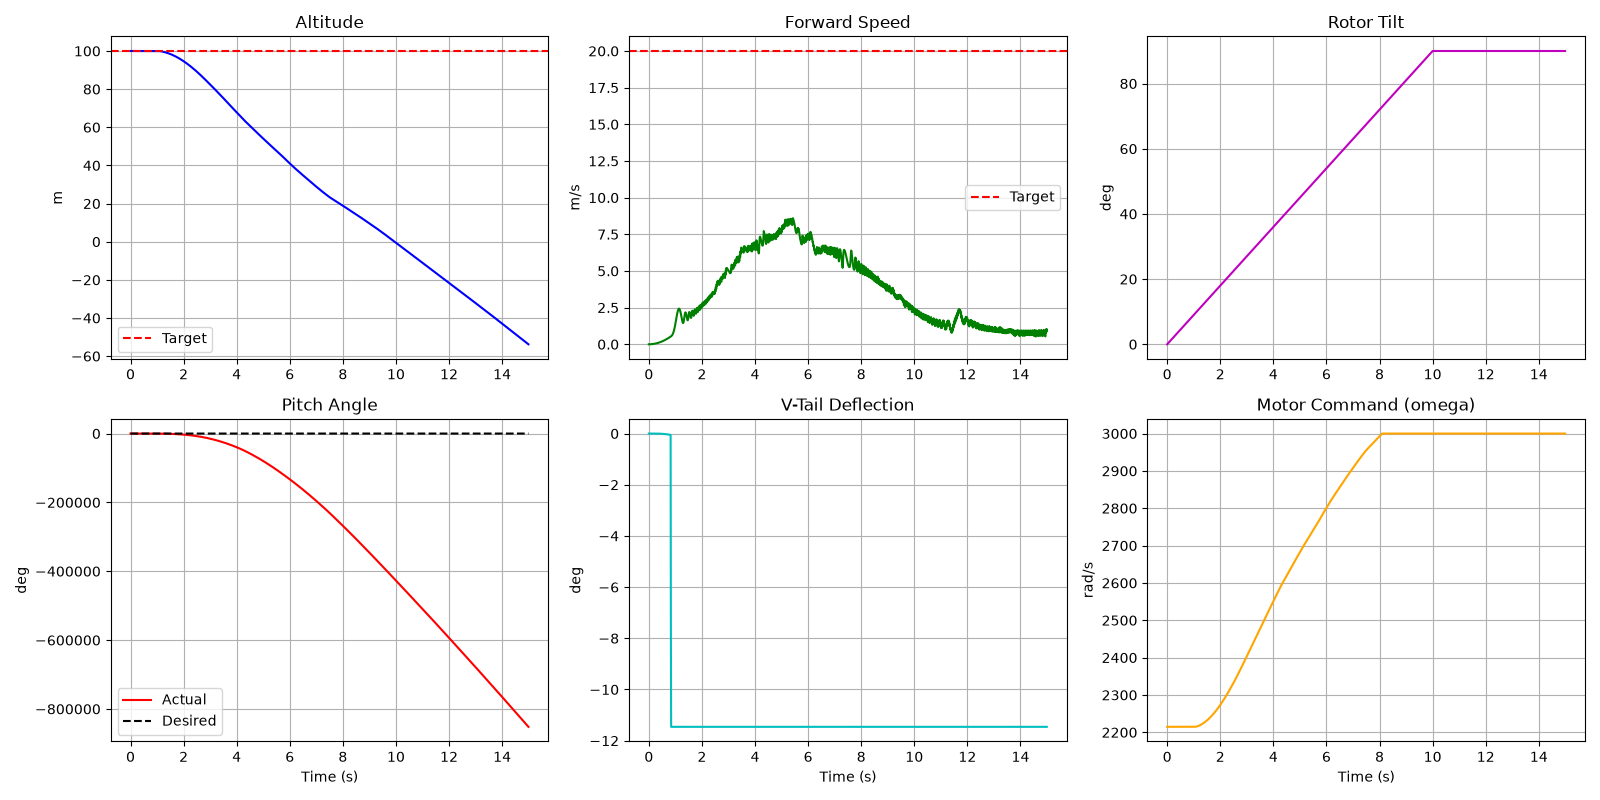 Altitude
m
100
80
60
40
20
0
−20
−40
−60
0 2 4 6 8 10 12 14
Target
Forward Speed
m/s
20.0
17.5
15.0
12.5
10.0
7.5
5.0
2.5
0.0
0 2 4 6 8 10 12 14
Target
Rotor Tilt
deg
80
60
40
20
0
0 2 4 6 8 10 12 14
Pitch Angle
deg
0
−200000
−400000
−600000
−800000
0 2 4 6 8 10 12 14
Time (s)
Actual
Desired
V-Tail Deflection
deg
0
−2
−4
−6
−8
−10
−12
0 2 4 6 8 10 12 14
Time (s)
Motor Command (omega)
rad/s
3000
2900
2800
2700
2600
2500
2400
2300
2200
0 2 4 6 8 10 12 14
Time (s)